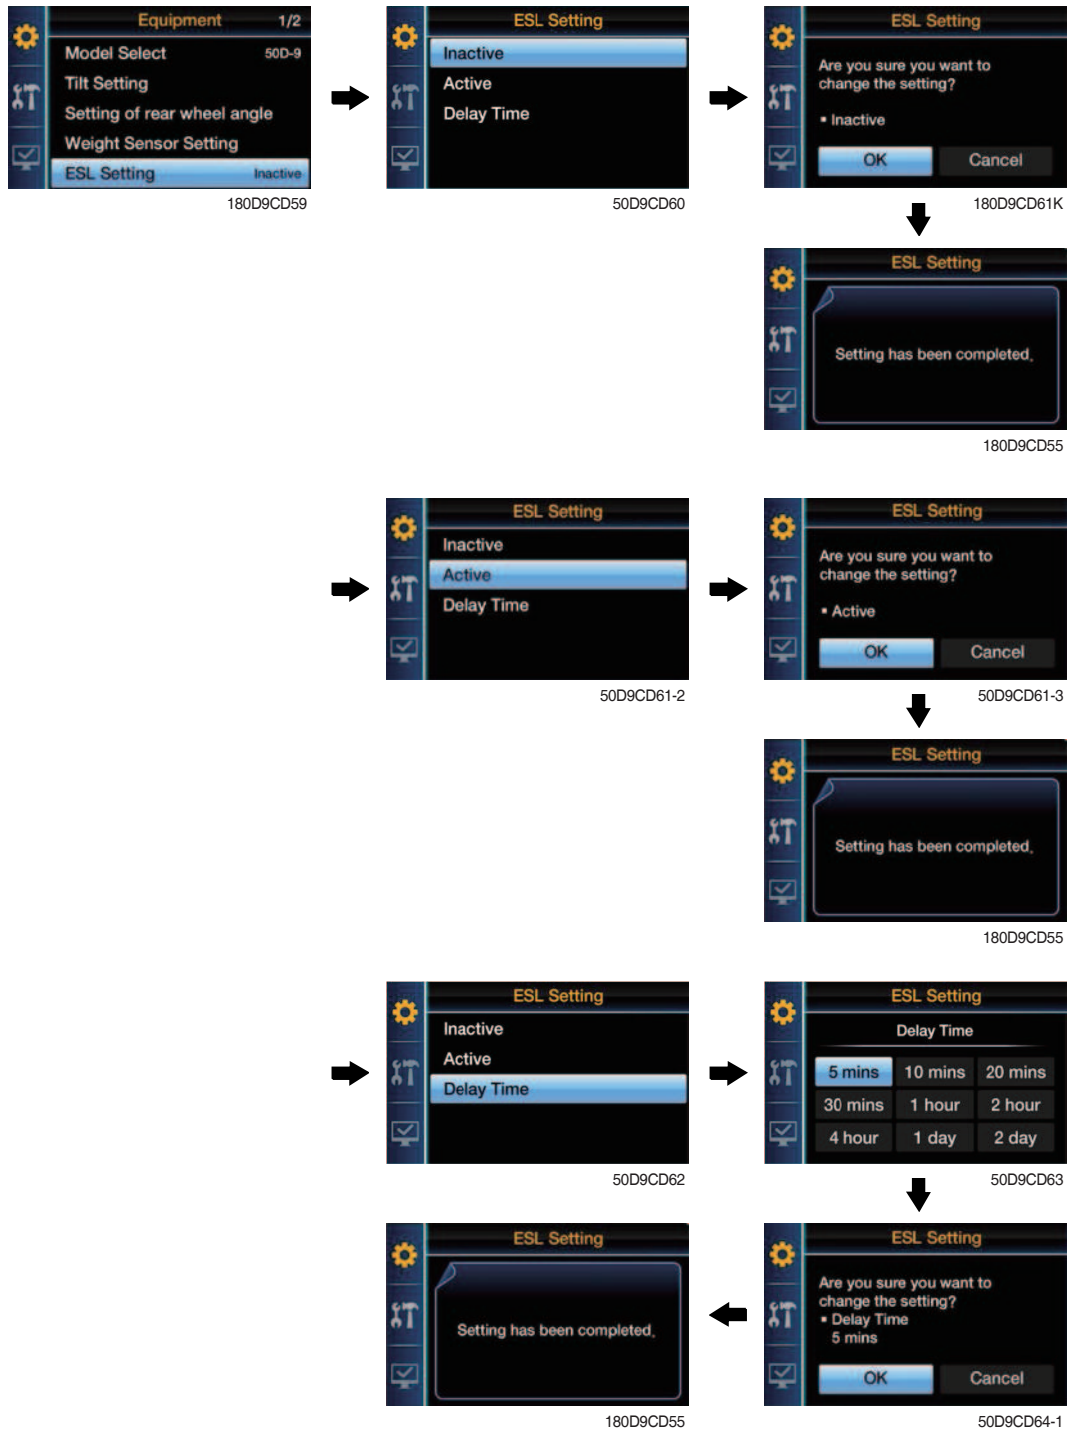 Equipment 1/2
Model Select 50D-9
Tilt Setting
Setting of rear wheel angle
Weight Sensor Setting
ESL Setting Inactive
180D9CD59
ESL Setting
Inactive
Active
Delay Time
50D9CD60
ESL Setting
Are you sure you want to
change the setting?
▪ Inactive
OK Cancel
180D9CD61K
ESL Setting
Setting has been completed.
180D9CD55
ESL Setting
Inactive
Active
Delay Time
50D9CD61-2
ESL Setting
Are you sure you want to
change the setting?
▪ Active
OK Cancel
50D9CD61-3
ESL Setting
Setting has been completed.
180D9CD55
ESL Setting
Inactive
Active
Delay Time
50D9CD62
ESL Setting
Delay Time
5 mins 10 mins 20 mins
30 mins 1 hour 2 hour
4 hour 1 day 2 day
50D9CD63
ESL Setting
Are you sure you want to
change the setting?
▪ Delay Time
5 mins
OK Cancel
50D9CD64-1
ESL Setting
Setting has been completed.
180D9CD55